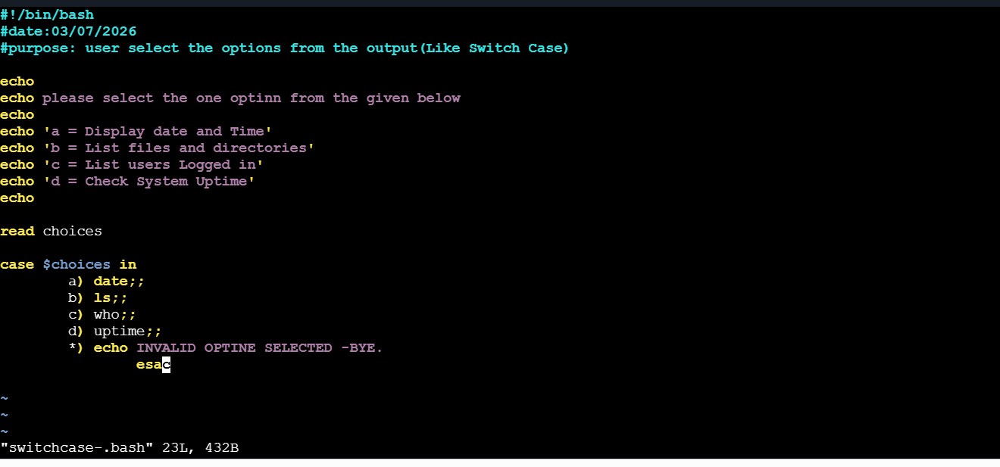 #!/bin/bash
#date:03/07/2026
#purpose: user select the options from the output(Like Switch Case)

echo
echo please select the one optinn from the given below
echo
echo 'a = Display date and Time'
echo 'b = List files and directories'
echo 'c = List users Logged in'
echo 'd = Check System Uptime'
echo

read choices

case $choices in
        a) date;;
        b) ls;;
        c) who;;
        d) uptime;;
        *) echo INVALID OPTINE SELECTED -BYE.
                esac

~
~
~
"switchcase-.bash" 23L, 432B